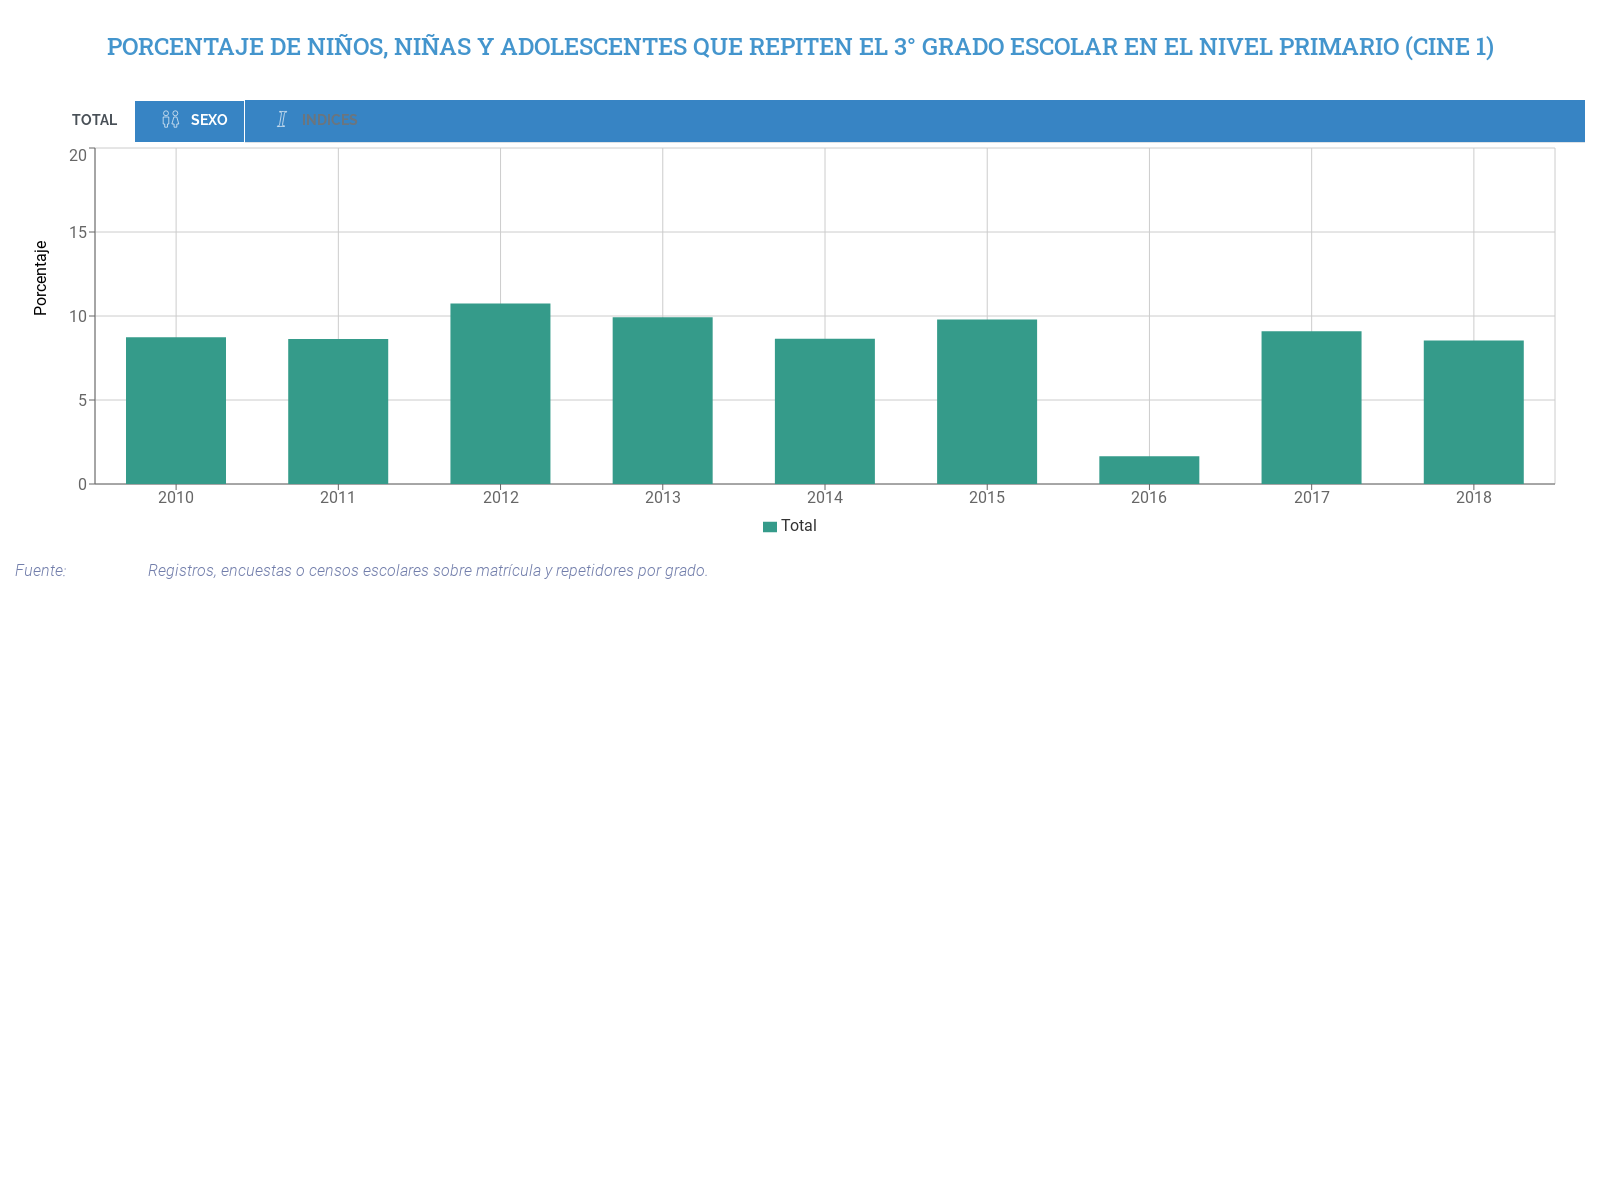 PORCENTAJE DE NIÑOS, NIÑAS Y ADOLESCENTES QUE REPITEN EL 3° GRADO ESCOLAR EN EL NIVEL PRIMARIO (CINE 1)
TOTAL SEXO INDICES
20
15
10
5
0
Porcentaje
2010 2011 2012 2013 2014 2015 2016 2017 2018
Total
Fuente: Registros, encuestas o censos escolares sobre matrícula y repetidores por grado.